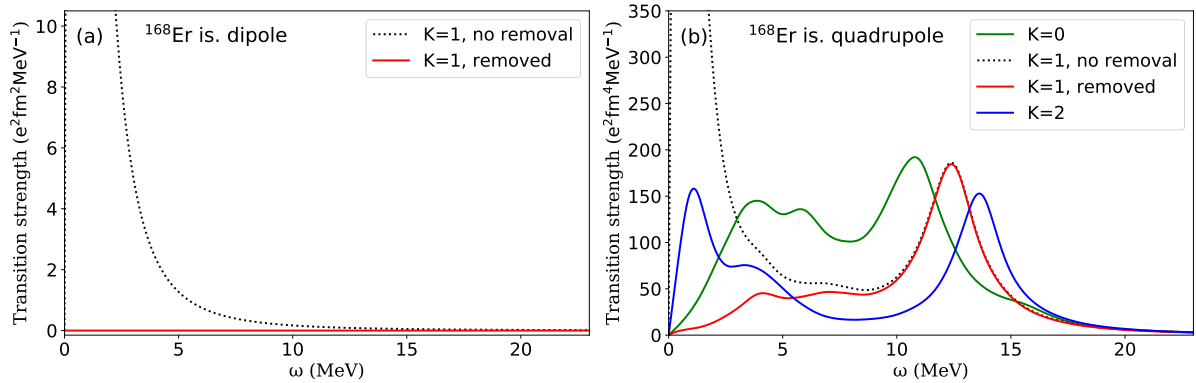 (a) ¹⁶⁸Er is. dipole
K=1, no removal
K=1, removed
Transition strength (e²fm²MeV⁻¹)
10
8
6
4
2
0
0 5 10 15 20
ω (MeV)
(b) ¹⁶⁸Er is. quadrupole
K=0
K=1, no removal
K=1, removed
K=2
Transition strength (e²fm⁴MeV⁻¹)
350
300
250
200
150
100
50
0
0 5 10 15 20
ω (MeV)